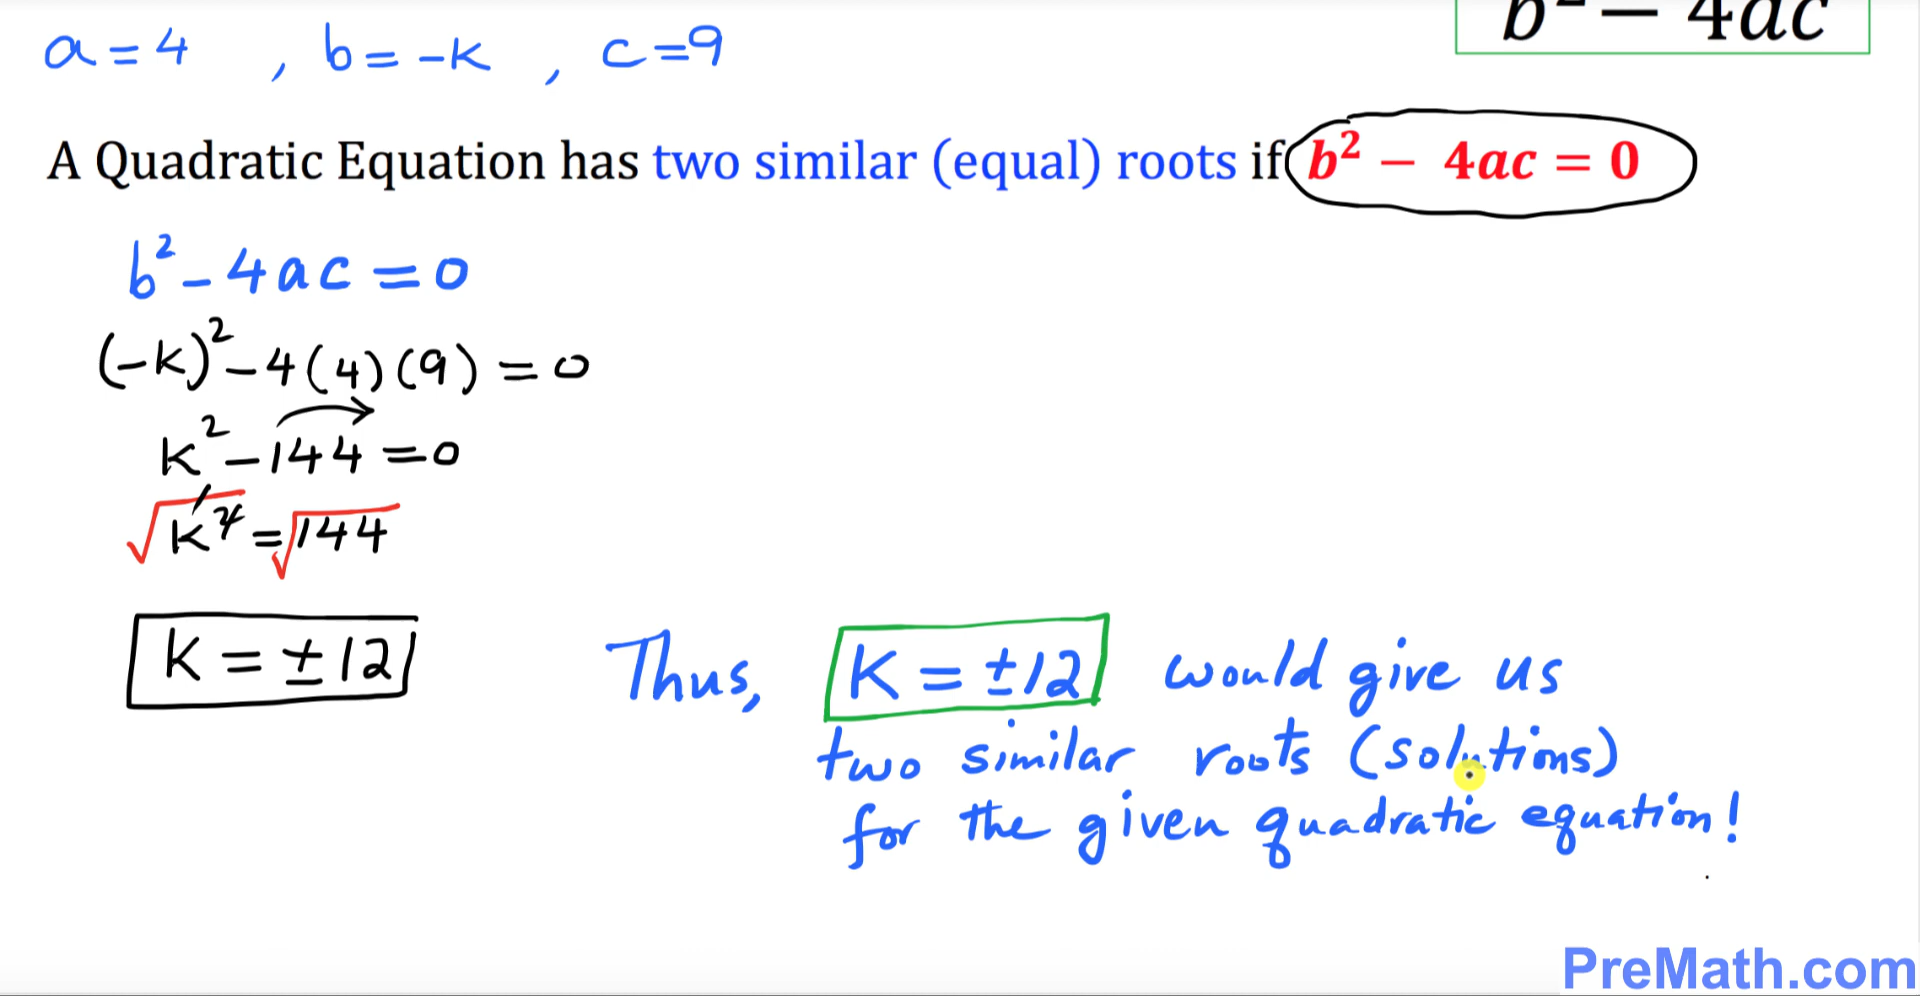 b² − 4ac
a = 4 , b = -K , c = 9
A Quadratic Equation has two similar (equal) roots if b² − 4ac = 0
b² - 4ac = 0
(-K)² - 4(4)(9) = 0
K² - 144 = 0
√K² = √144
K = ±12
Thus, K = ±12 would give us
two similar roots (solutions)
for the given quadratic equation!
PreMath.com